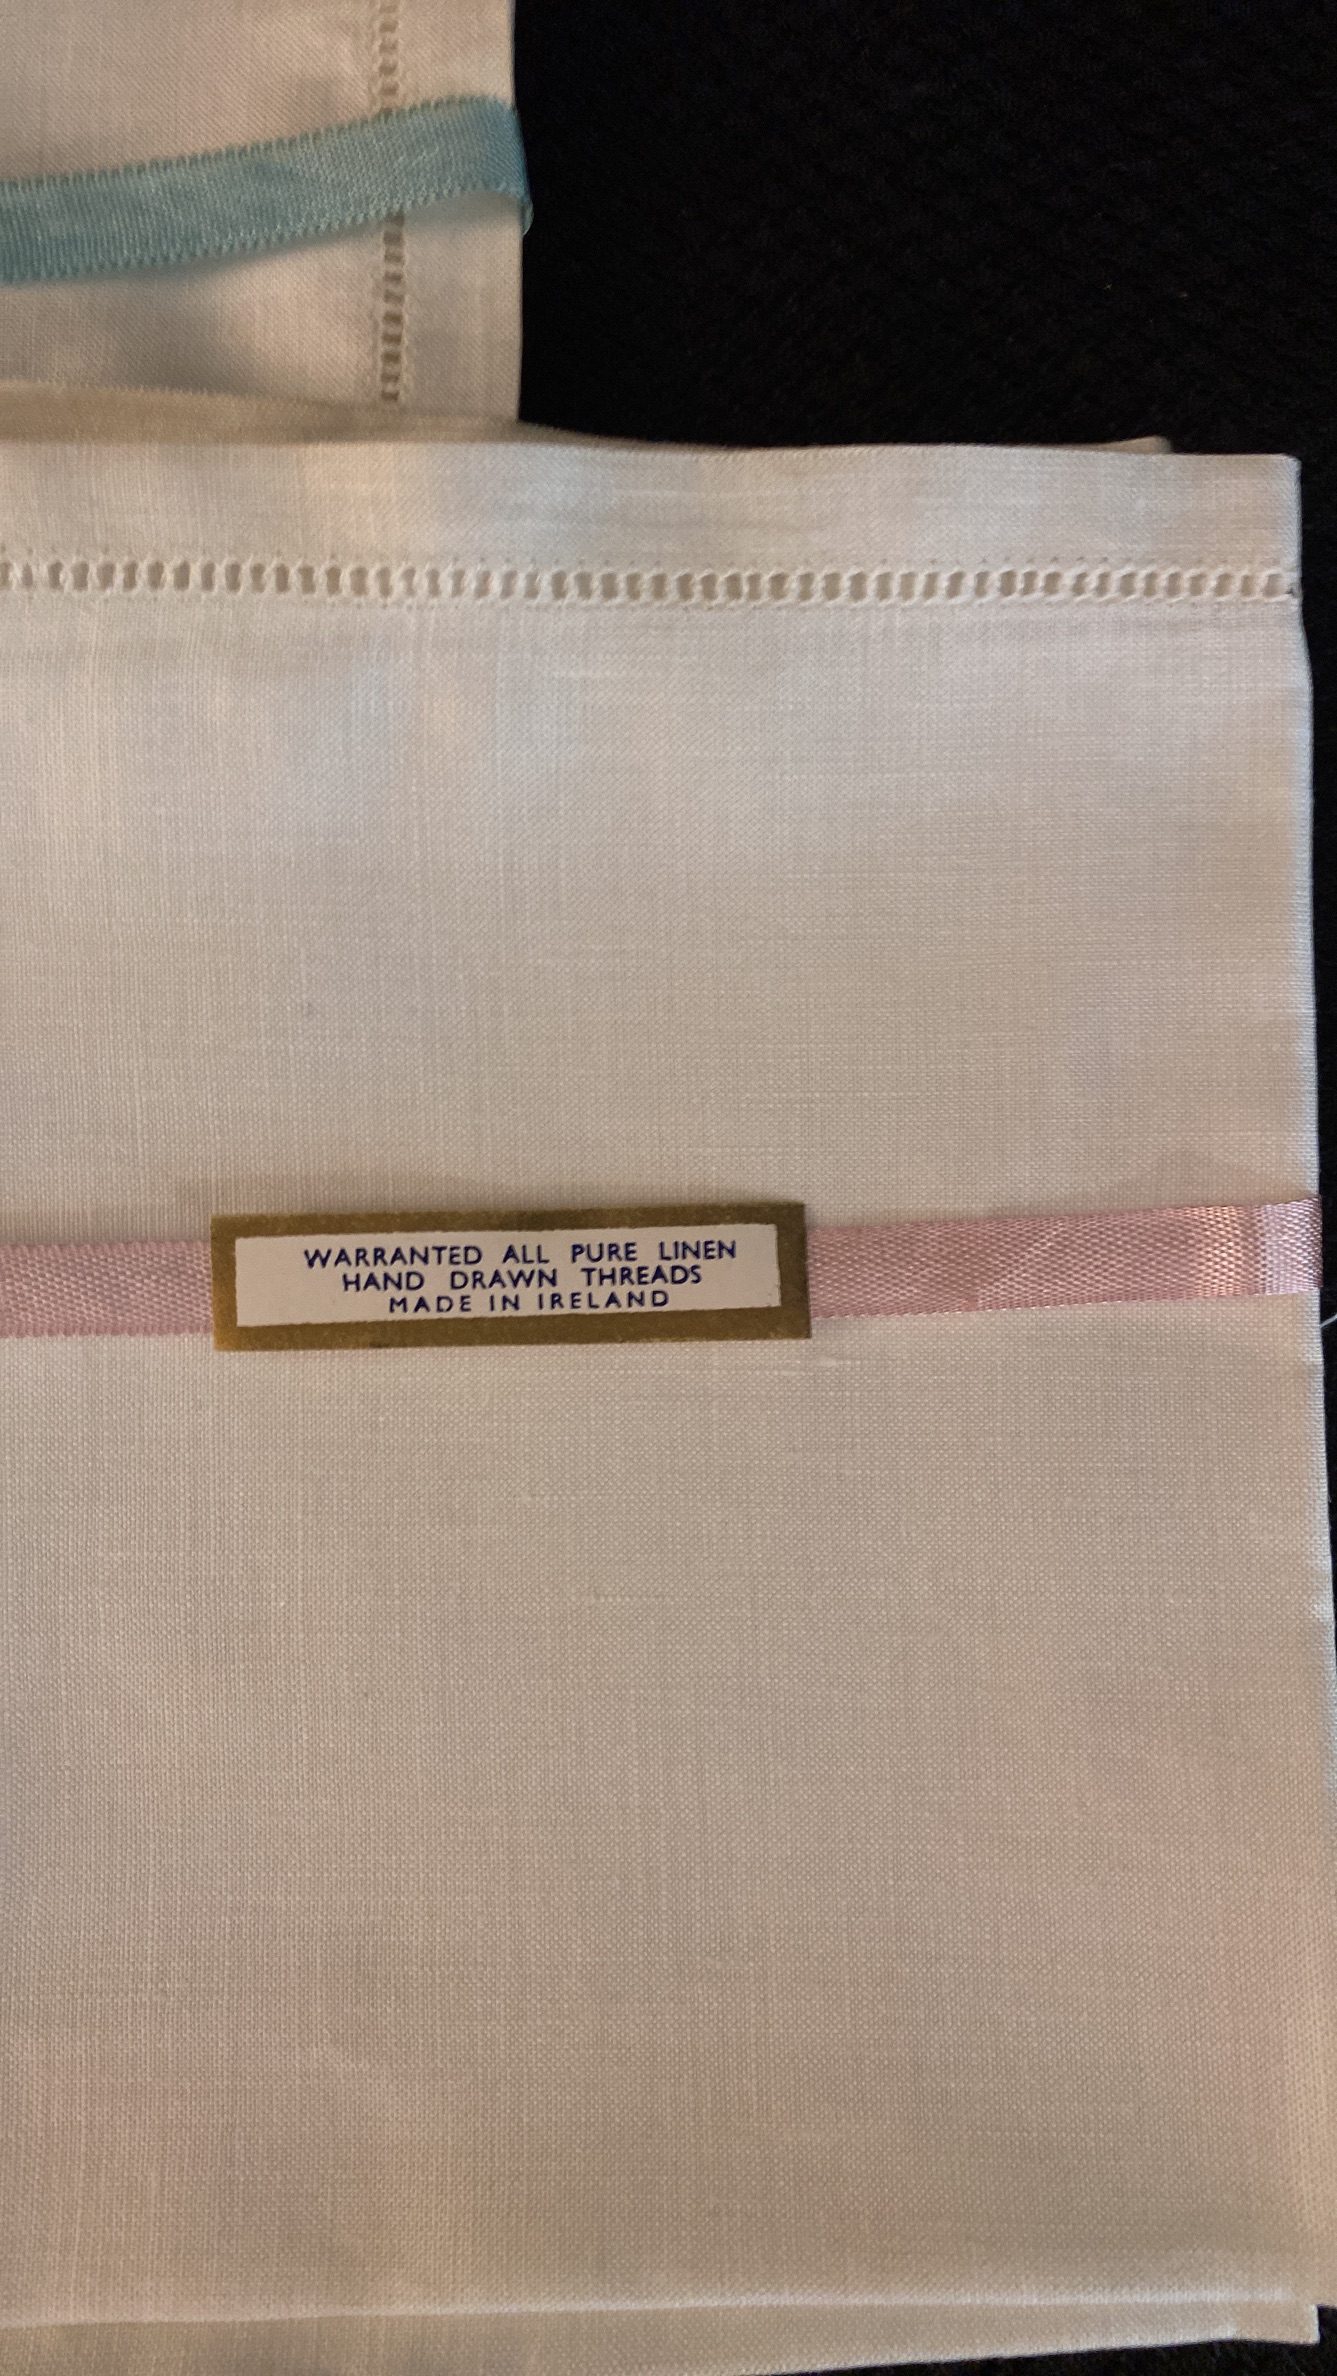 WARRANTED ALL PURE LINEN
HAND DRAWN THREADS
MADE IN IRELAND